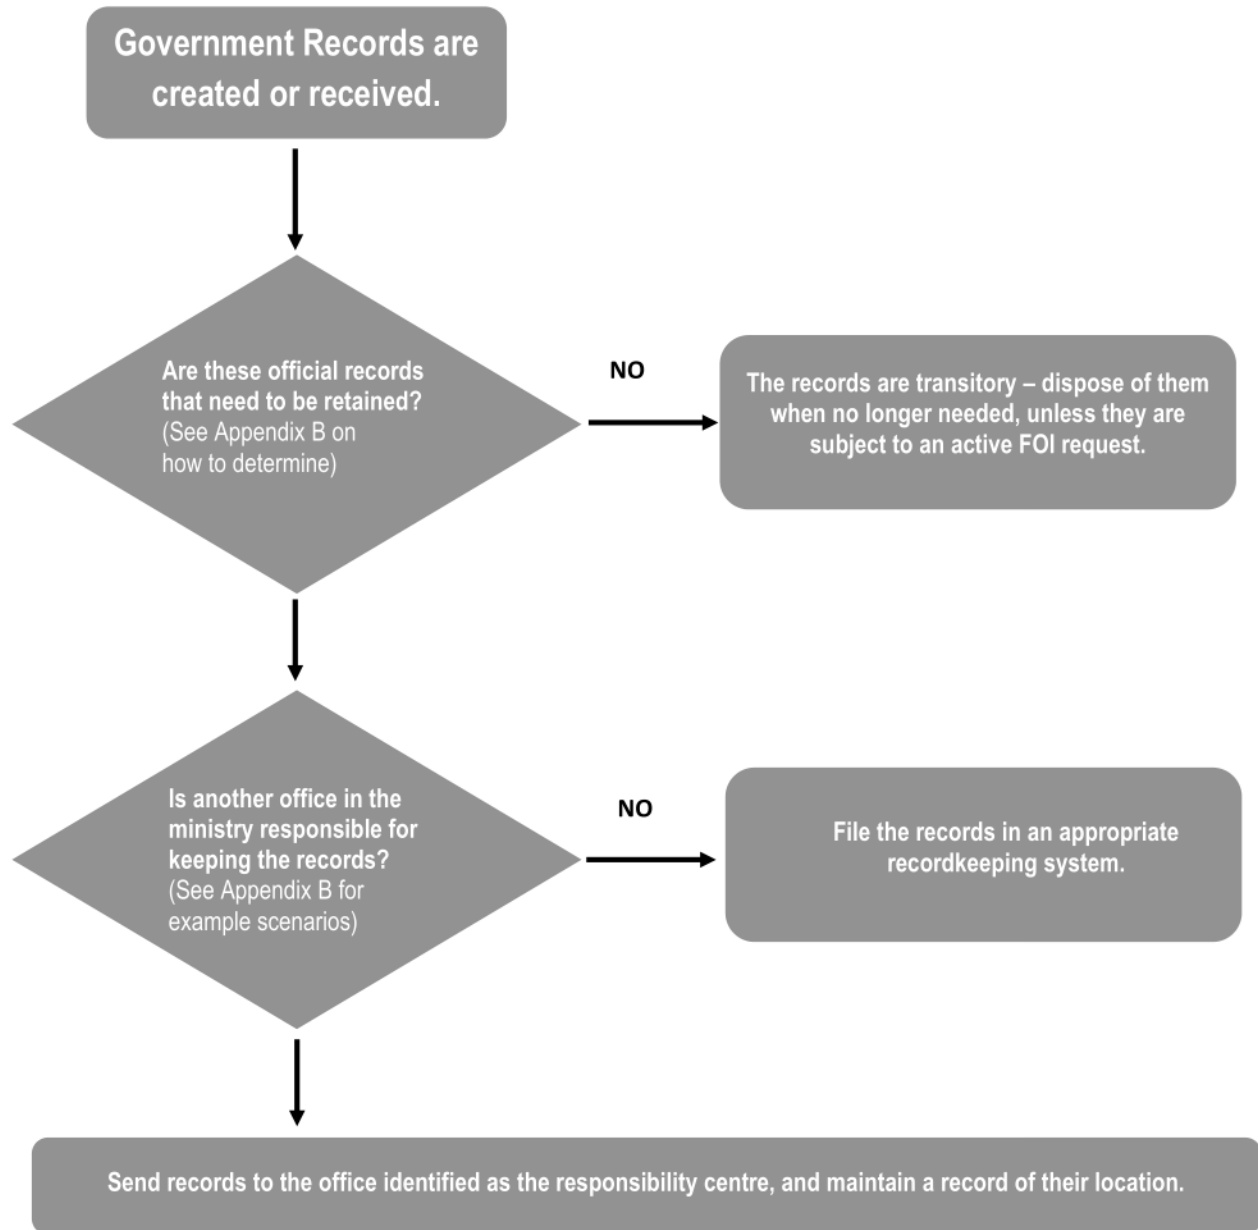 Government Records are
created or received.
Are these official records
that need to be retained?
(See Appendix B on
how to determine)
NO
The records are transitory – dispose of them
when no longer needed, unless they are
subject to an active FOI request.
Is another office in the
ministry responsible for
keeping the records?
(See Appendix B for
example scenarios)
NO
File the records in an appropriate
recordkeeping system.
Send records to the office identified as the responsibility centre, and maintain a record of their location.